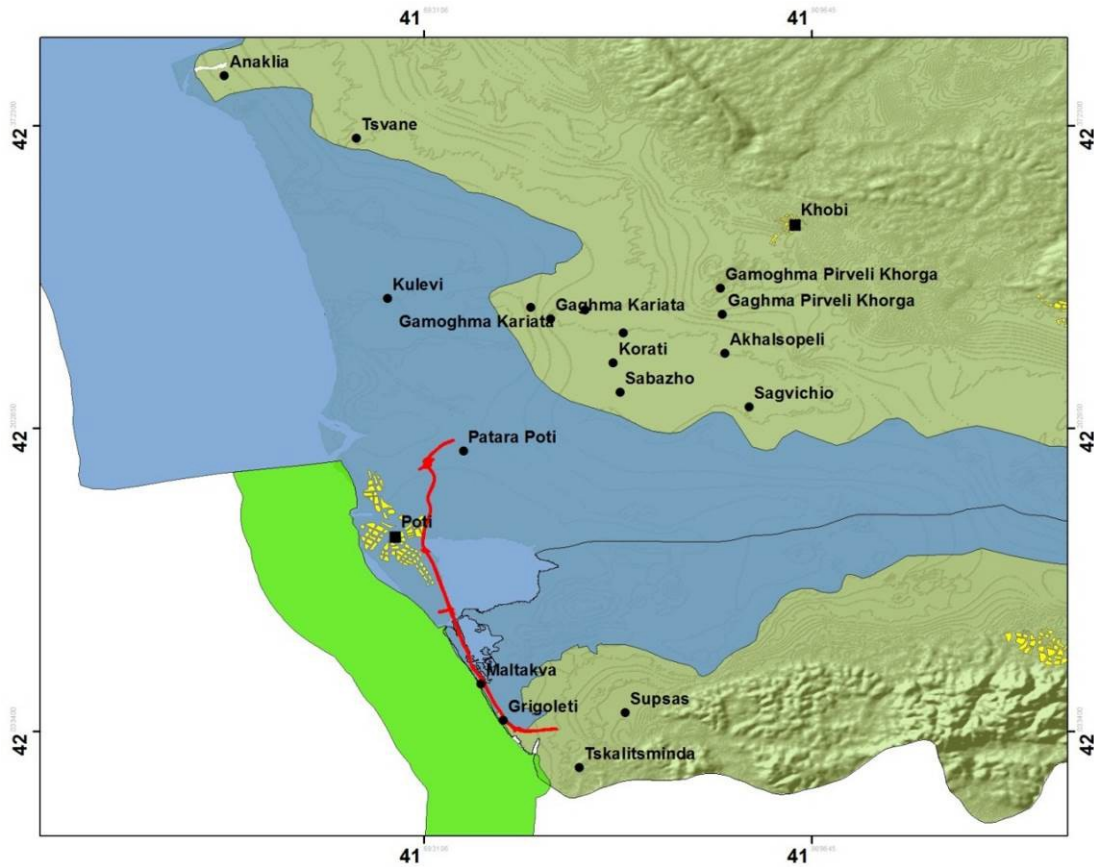 41 41
Anaklia
Tsvane
42 42
Khobi
Gamoghma Pirveli Khorga
Kulevi
Gaghma Kariata
Gaghma Pirveli Khorga
Gamoghma Kariata
Akhalsopeli
Korati
Sabazho
Sagvichio
42 42
Patara Poti
Poti
Maltakva
Supsas
Grigoleti
42 42
Tskalitsminda
41 41